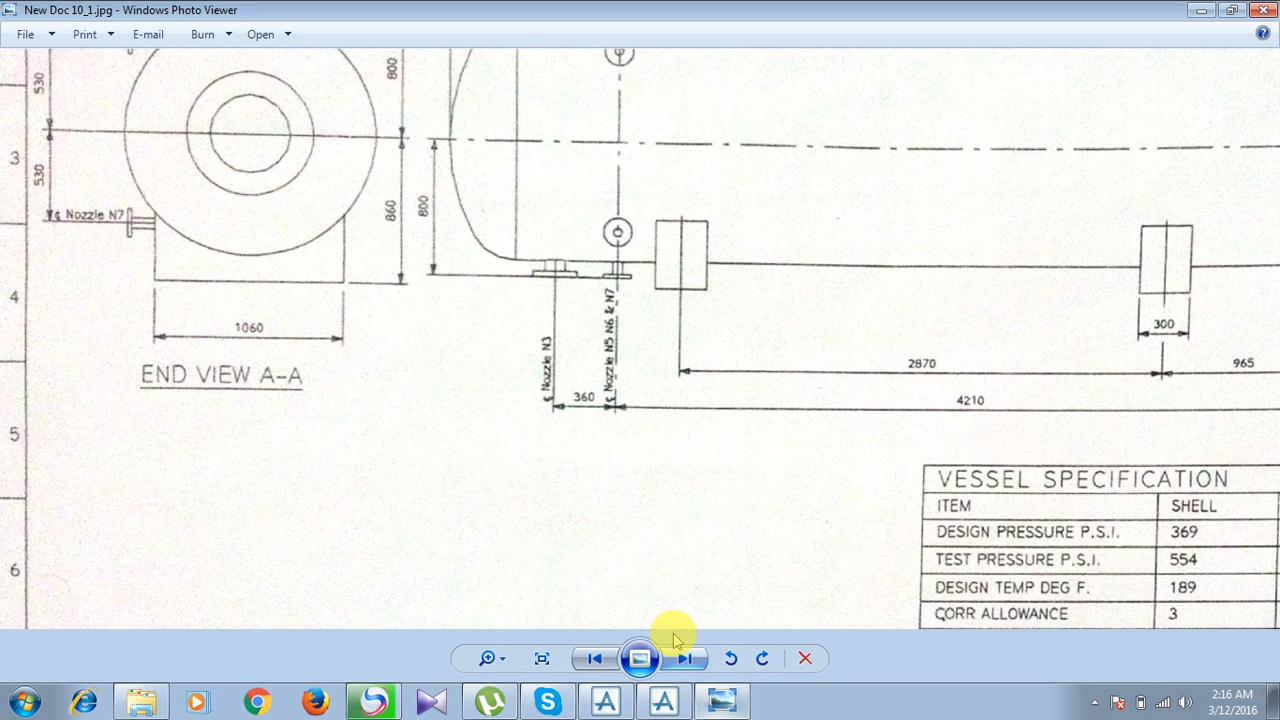 New Doc 10_1.jpg - Windows Photo Viewer
File Print E-mail Burn Open
530
800
3
530
℄ Nozzle N7
860
800
4
1060
300
END VIEW A-A
℄ Nozzle N3
℄ Nozzle N5 N6 & N7
2870
965
360
4210
5
VESSEL SPECIFICATION
ITEM SHELL
DESIGN PRESSURE P.S.I. 369
TEST PRESSURE P.S.I. 554
6
DESIGN TEMP DEG F. 189
CORR ALLOWANCE 3
2:16 AM
3/12/2016